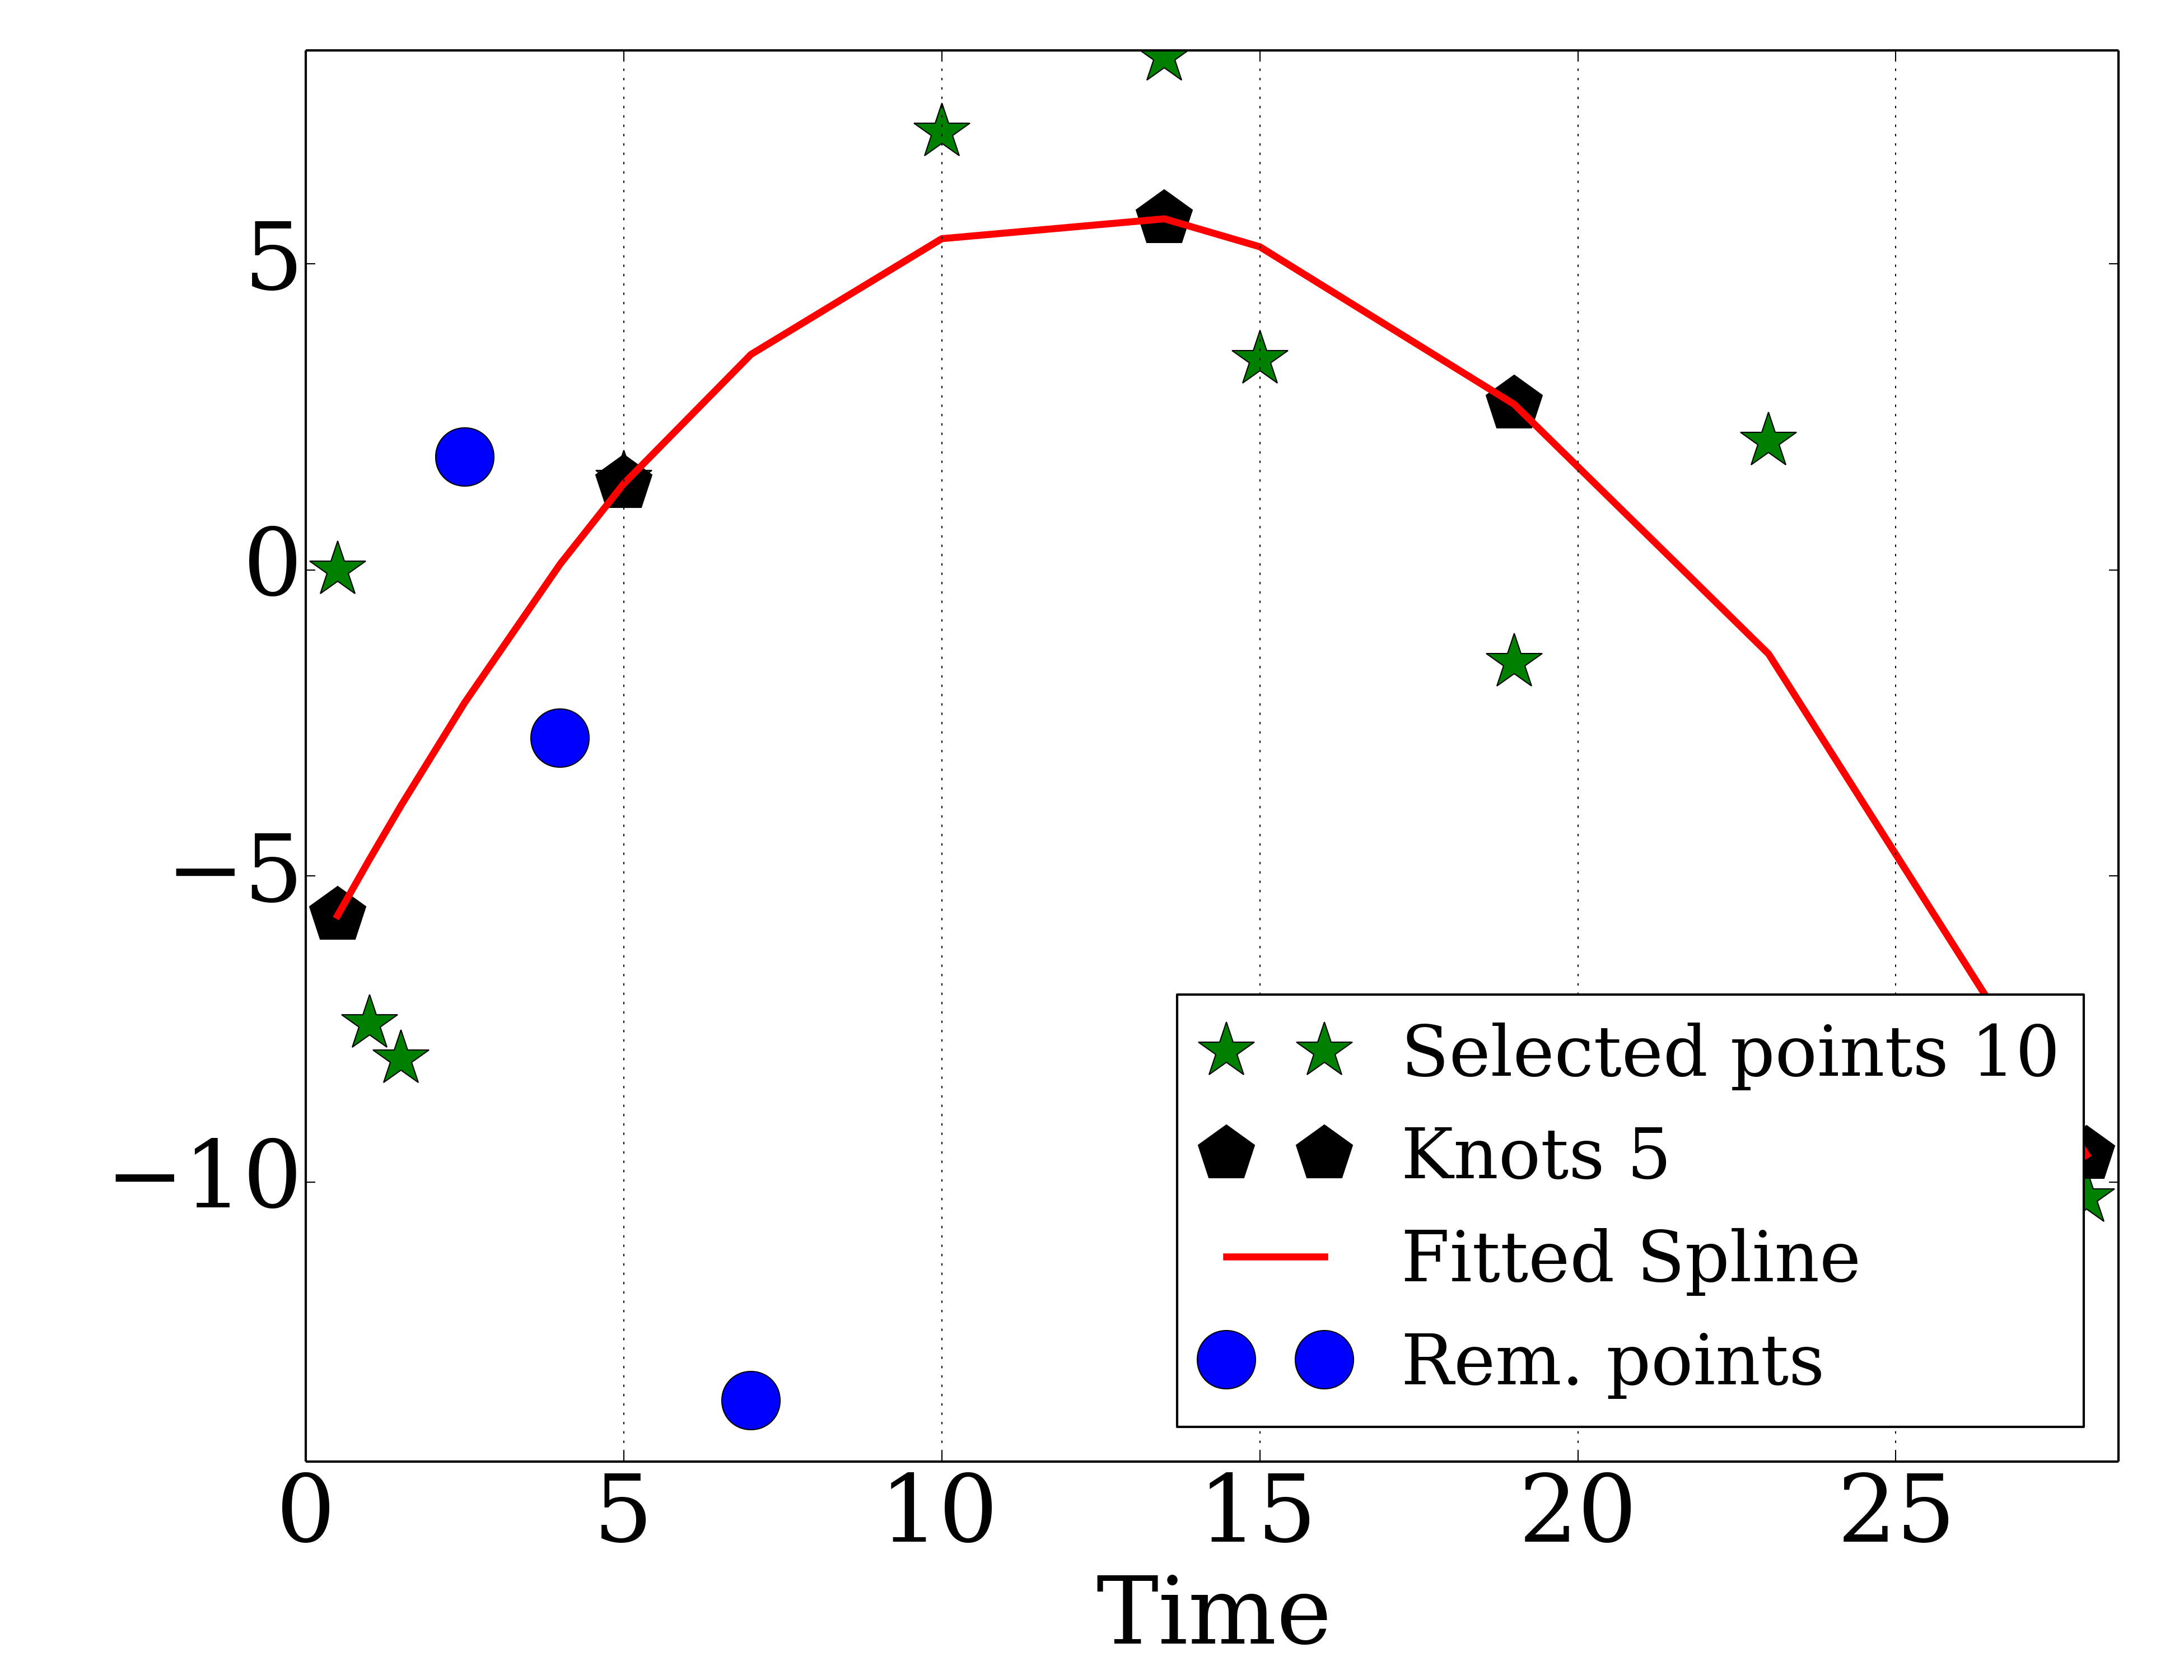 5
0
−5
−10
Selected points 10
Knots 5
Fitted Spline
Rem. points
0 5 10 15 20 25
Time